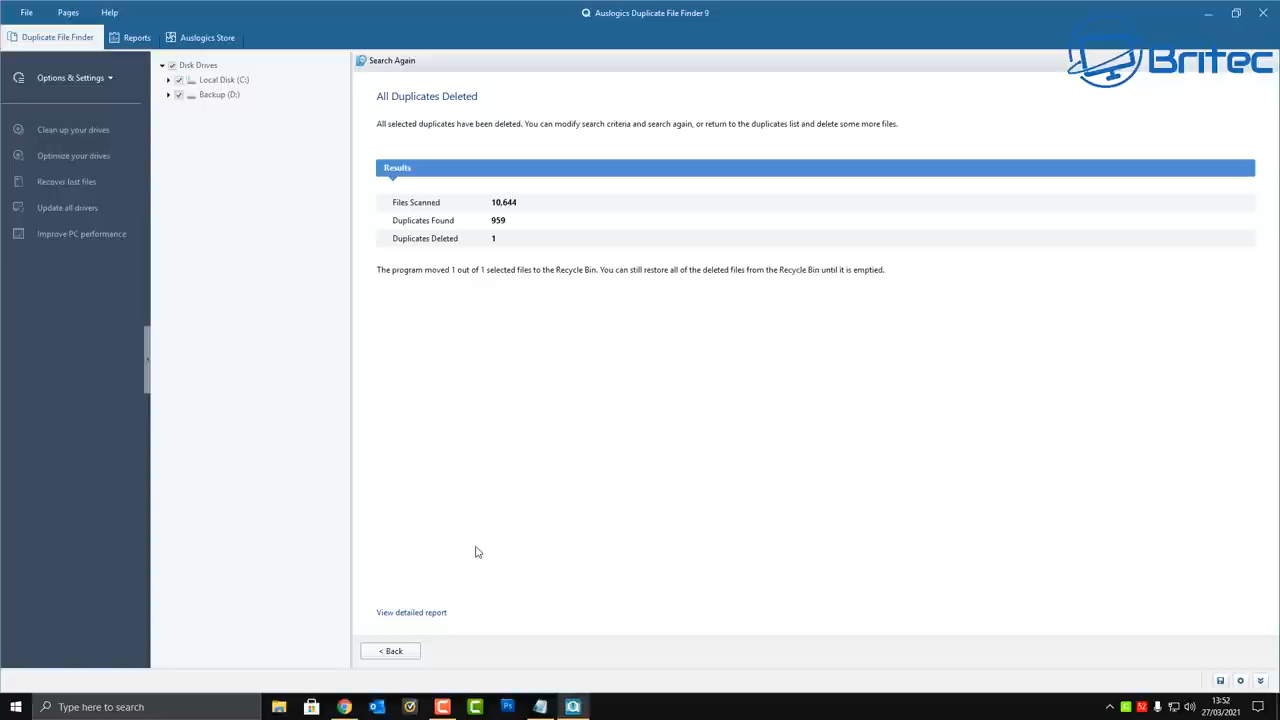 File Pages Help
Auslogics Duplicate File Finder 9
Duplicate File Finder Reports Auslogics Store
Britec
Options & Settings
Clean up your drives
Optimize your drives
Recover lost files
Update all drivers
Improve PC performance
Disk Drives
Local Disk (C:)
Backup (D:)
Search Again
All Duplicates Deleted
All selected duplicates have been deleted. You can modify search criteria and search again, or return to the duplicates list and delete some more files.
Results
Files Scanned 10,644
Duplicates Found 959
Duplicates Deleted 1
The program moved 1 out of 1 selected files to the Recycle Bin. You can still restore all of the deleted files from the Recycle Bin until it is emptied.
View detailed report
< Back
Type here to search
Ps
52
13:52
27/03/2021